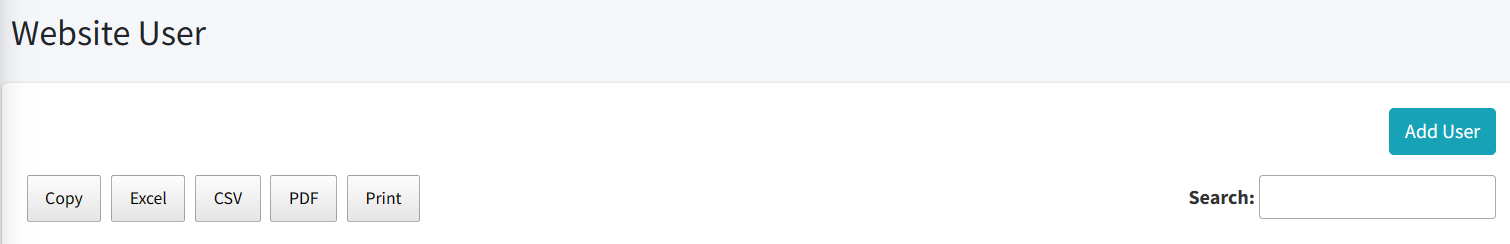 Website User
Add User
Copy Excel CSV PDF Print Search: